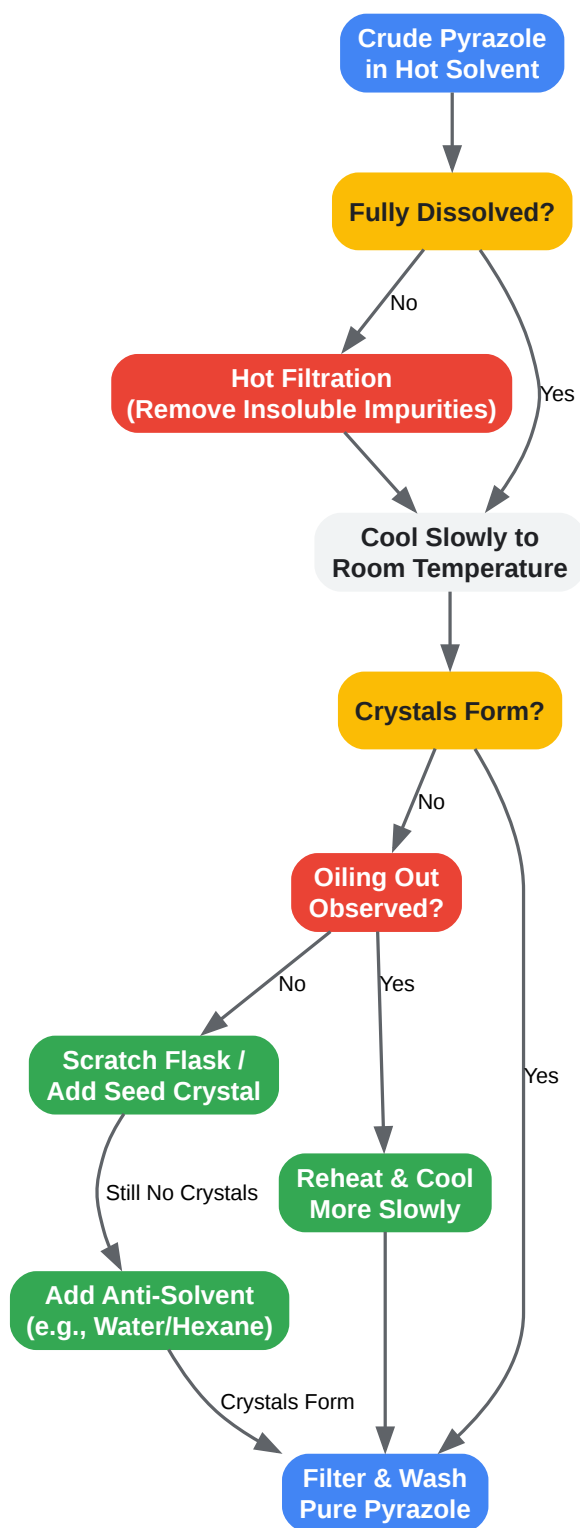 Crude Pyrazole
in Hot Solvent
Fully Dissolved?
No
Yes
Hot Filtration
(Remove Insoluble Impurities)
Cool Slowly to
Room Temperature
Crystals Form?
No
Oiling Out
Observed?
No
Yes
Scratch Flask /
Add Seed Crystal
Yes
Reheat & Cool
More Slowly
Still No Crystals
Add Anti-Solvent
(e.g., Water/Hexane)
Crystals Form
Filter & Wash
Pure Pyrazole